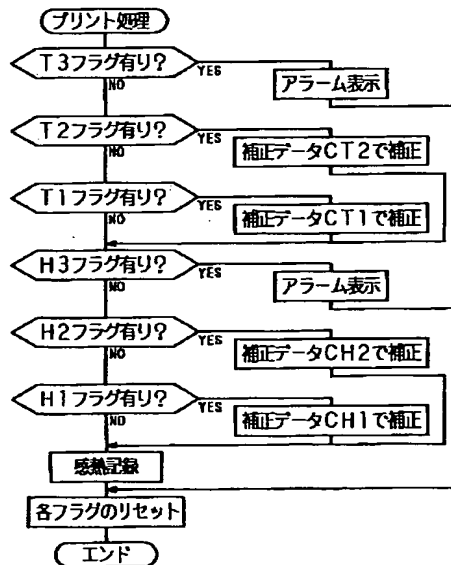 プリント処理
T3フラグ有り?
YES
NO
アラーム表示
T2フラグ有り?
YES
NO
補正データCT2で補正
T1フラグ有り?
YES
NO
補正データCT1で補正
H3フラグ有り?
YES
NO
アラーム表示
H2フラグ有り?
YES
NO
補正データCH2で補正
H1フラグ有り?
YES
NO
補正データCH1で補正
感熱記録
各フラグのリセット
エンド